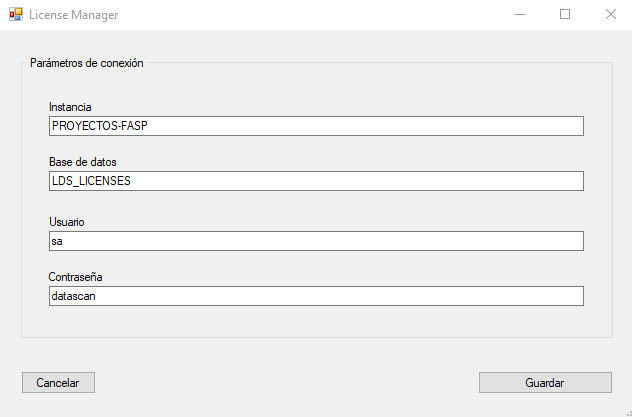 License Manager
Parámetros de conexión
Instancia
PROYECTOS-FASP
Base de datos
LDS_LICENSES
Usuario
sa
Contraseña
datascan
Cancelar
Guardar